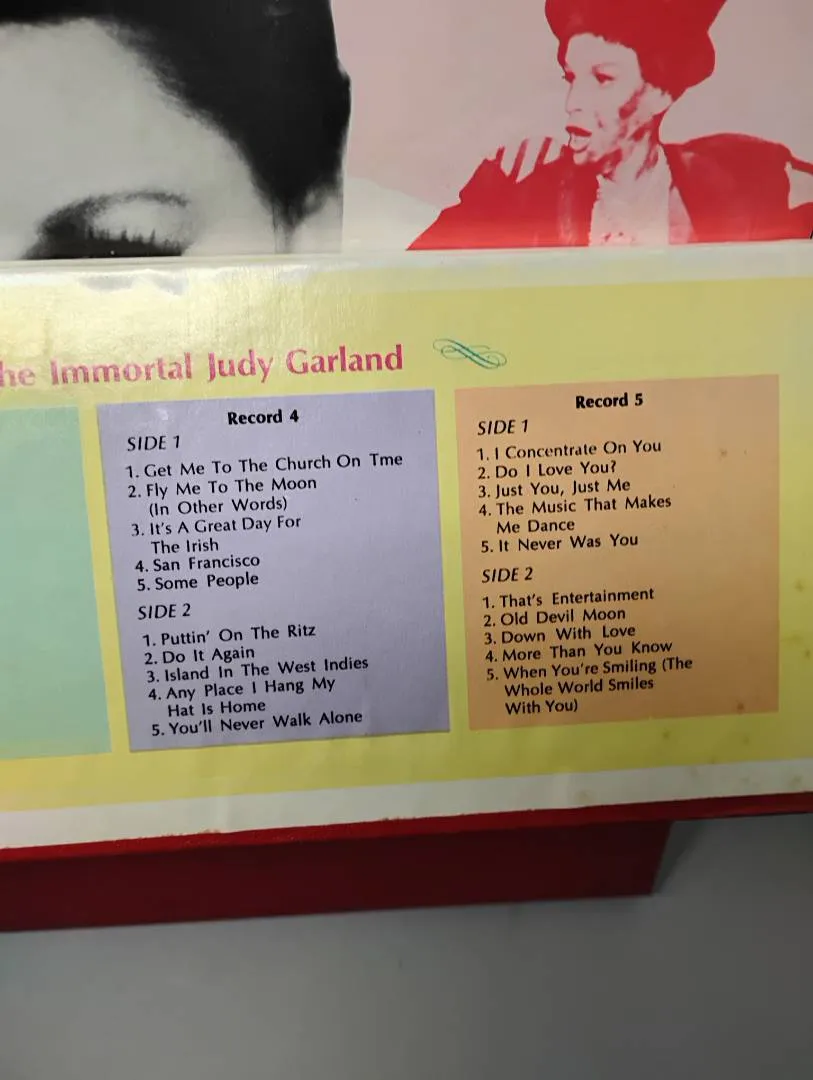 he Immortal Judy Garland
Record 4
SIDE 1
1. Get Me To The Church On Tme
2. Fly Me To The Moon
(In Other Words)
3. It's A Great Day For
The Irish
4. San Francisco
5. Some People
SIDE 2
1. Puttin' On The Ritz
2. Do It Again
3. Island In The West Indies
4. Any Place I Hang My
Hat Is Home
5. You'll Never Walk Alone
Record 5
SIDE 1
1. I Concentrate On You
2. Do I Love You?
3. Just You, Just Me
4. The Music That Makes
Me Dance
5. It Never Was You
SIDE 2
1. That's Entertainment
2. Old Devil Moon
3. Down With Love
4. More Than You Know
5. When You're Smiling (The
Whole World Smiles
With You)